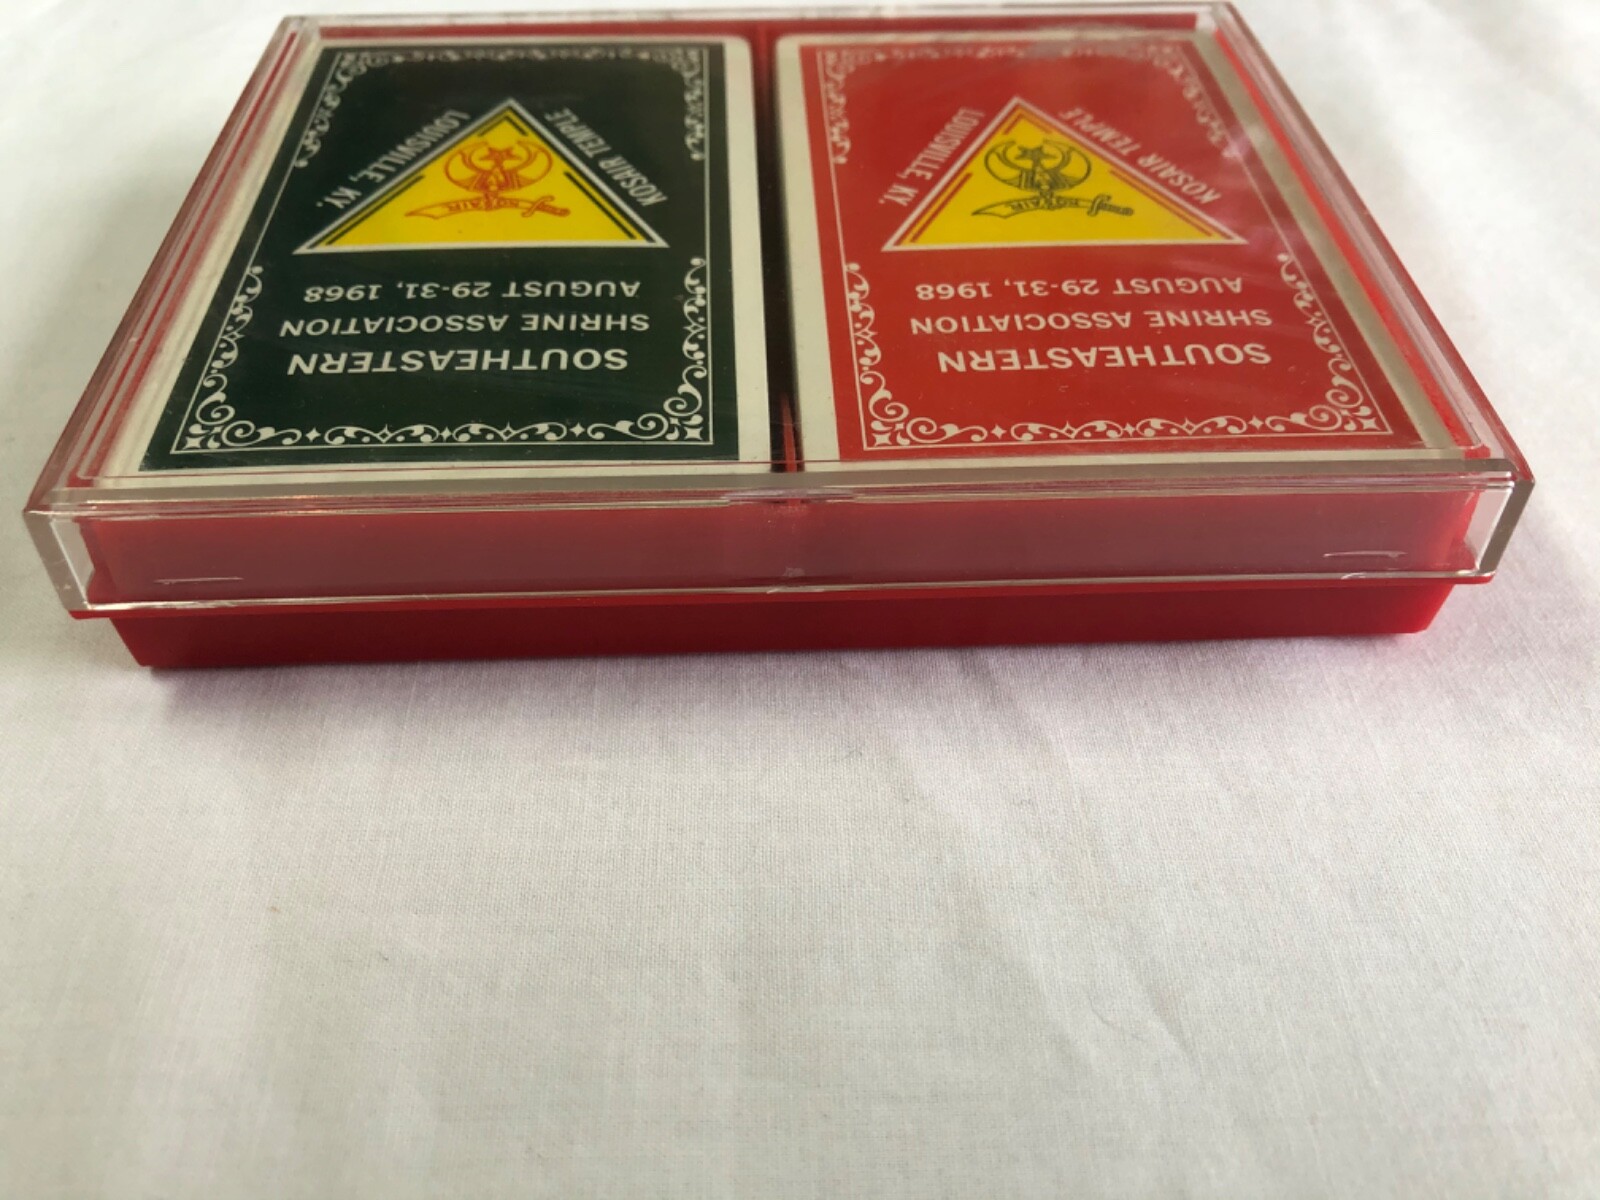 SOUTHEASTERN
SHRINE ASSOCIATION
AUGUST 29-31, 1968
KOSAIR TEMPLE
LOUISVILLE, KY.
KOSAIR
SOUTHEASTERN
SHRINE ASSOCIATION
AUGUST 29-31, 1968
KOSAIR TEMPLE
LOUISVILLE, KY.
KOSAIR